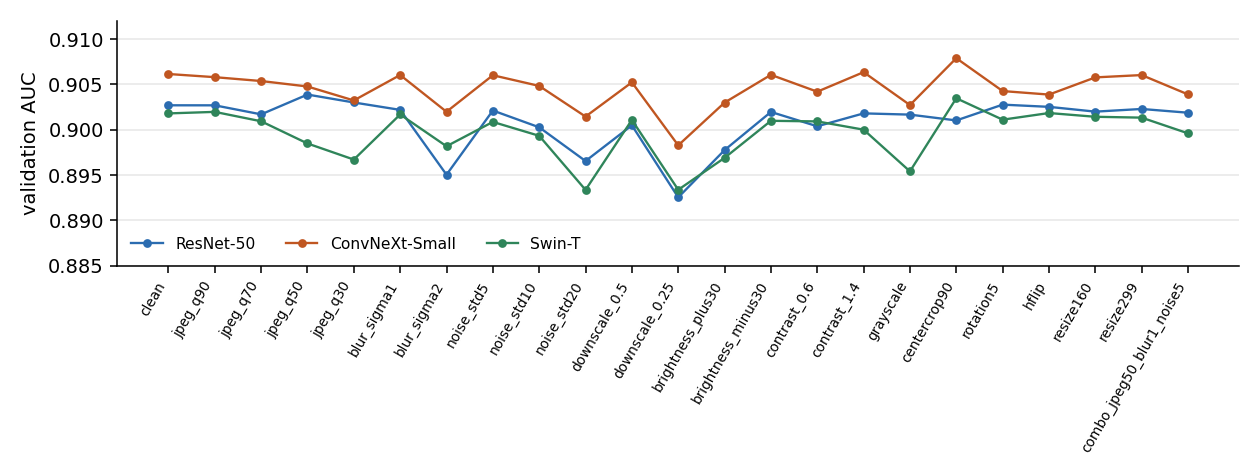 validation AUC
0.910
0.905
0.900
0.895
0.890
0.885
ResNet-50
ConvNeXt-Small
Swin-T
clean
jpeg_q90
jpeg_q70
jpeg_q50
jpeg_q30
blur_sigma1
blur_sigma2
noise_std5
noise_std10
noise_std20
downscale_0.5
downscale_0.25
brightness_plus30
brightness_minus30
contrast_0.6
contrast_1.4
grayscale
centercrop90
rotation5
hflip
resize160
resize299
combo_jpeg50_blur1_noise5